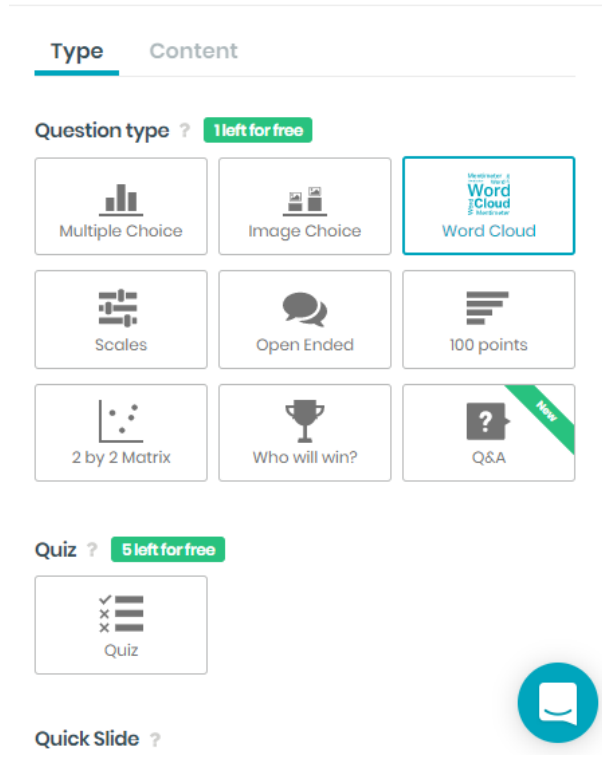 Type Content
Question type ? 1 left for free
Multiple Choice Image Choice Word Cloud
Word
Cloud
Scales Open Ended 100 points
2 by 2 Matrix Who will win? Q&A
New
?
Quiz ? 5 left for free
Quiz
Quick Slide ?